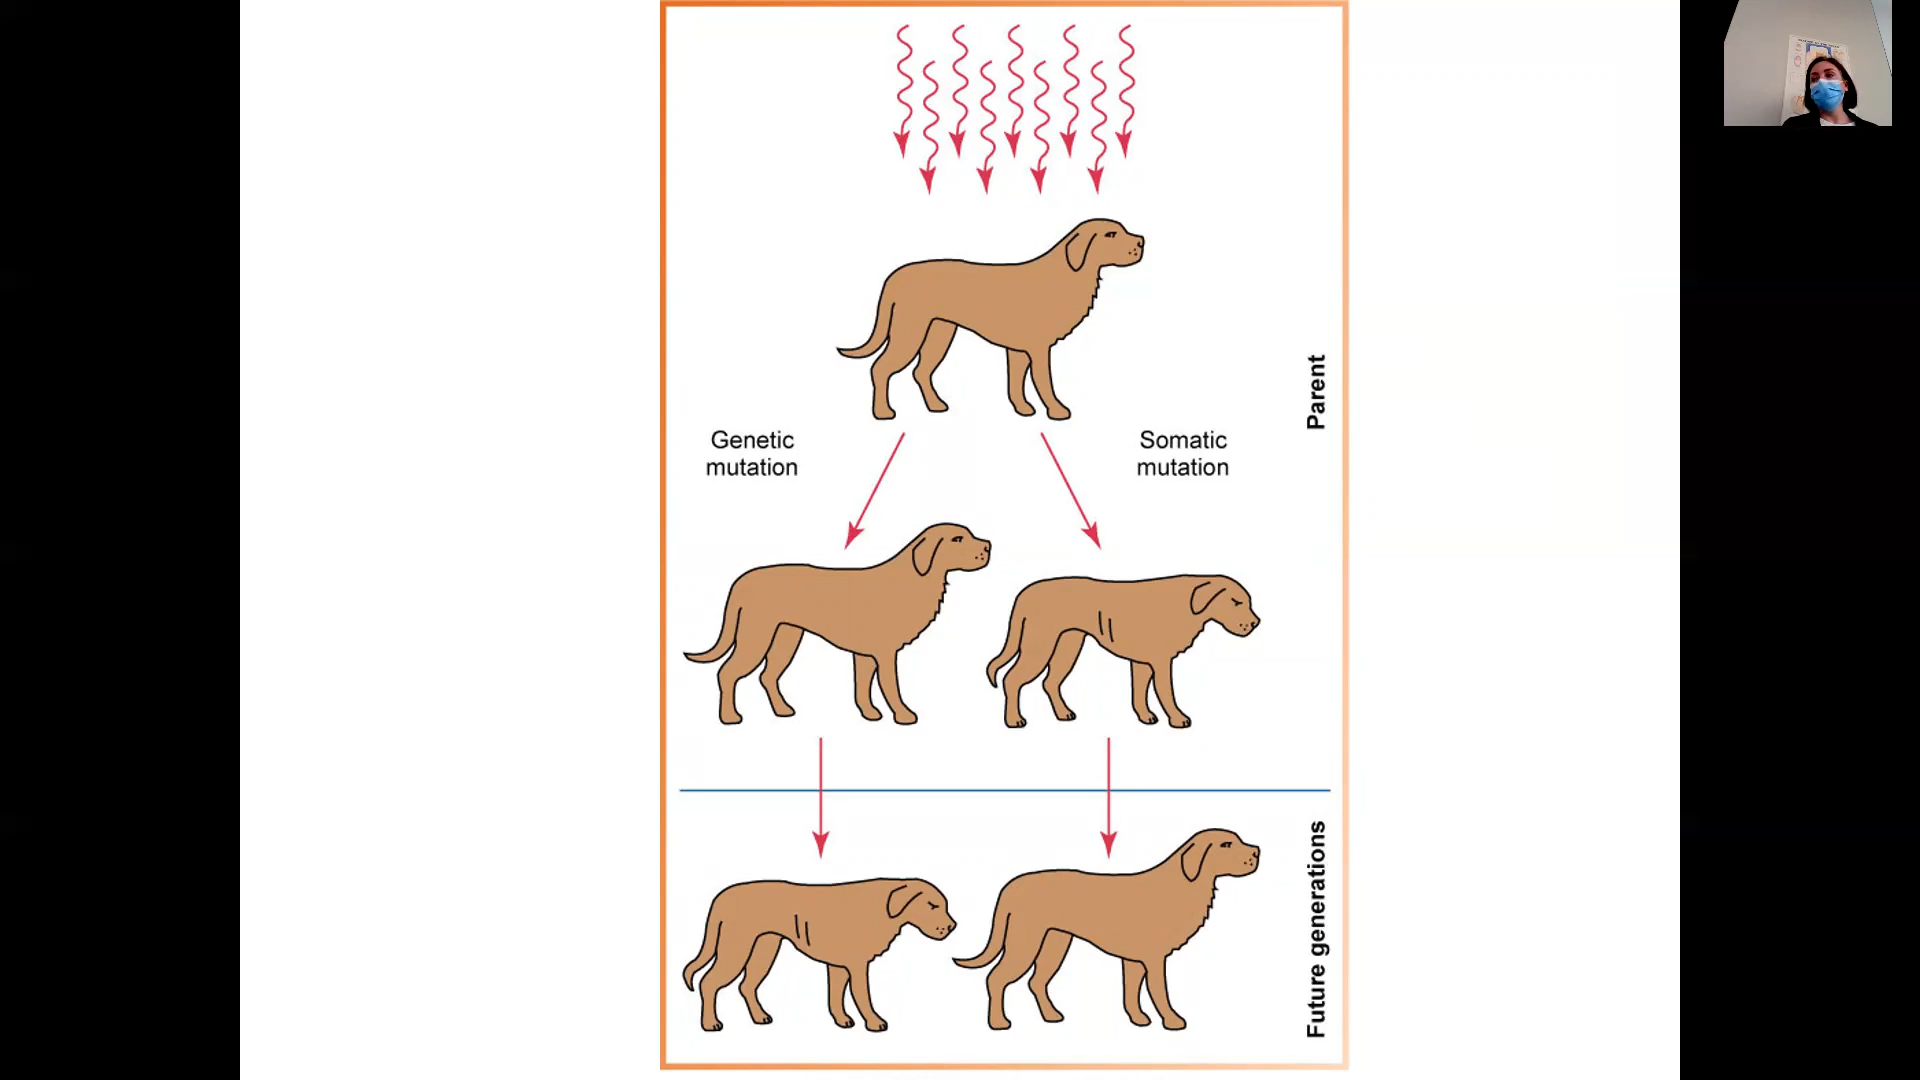 Parent
Genetic
mutation
Somatic
mutation
Future generations